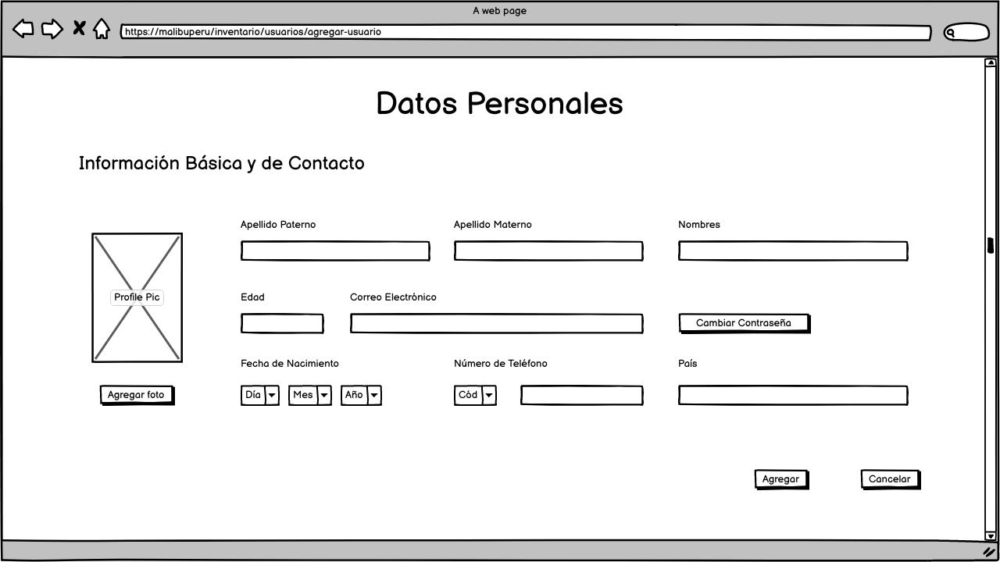 A web page
https://malibuperu/inventario/usuarios/agregar-usuario
Datos Personales
Información Básica y de Contacto
Apellido Paterno
Apellido Materno
Nombres
Profile Pic
Edad
Correo Electrónico
Cambiar Contraseña
Fecha de Nacimiento
Número de Teléfono
País
Agregar foto
Día
Mes
Año
Cód
Agregar
Cancelar